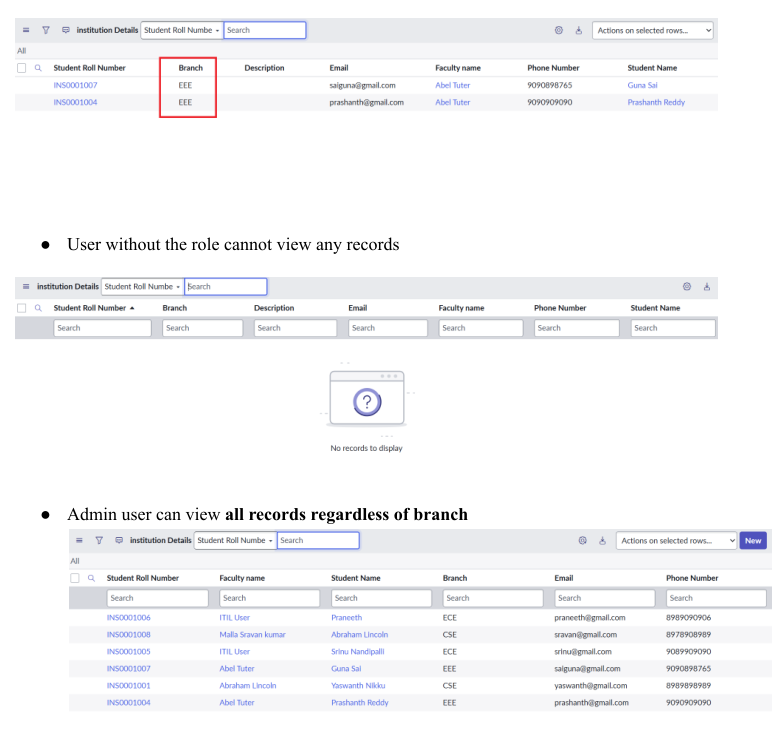 institution Details Student Roll Numbe Search Actions on selected rows...
All
Student Roll Number Branch Description Email Faculty name Phone Number Student Name
INS0001007 EEE saiguna@gmail.com Abel Tuter 9090898765 Guna Sai
INS0001004 EEE prashanth@gmail.com Abel Tuter 9090909090 Prashanth Reddy
● User without the role cannot view any records
institution Details Student Roll Numbe Search
Student Roll Number Branch Description Email Faculty name Phone Number Student Name
Search Search Search Search Search Search Search
?
No records to display
● Admin user can view all records regardless of branch
institution Details Student Roll Numbe Search Actions on selected rows... New
All
Student Roll Number Faculty name Student Name Branch Email Phone Number
Search Search Search Search Search Search
INS0001006 ITIL User Praneeth ECE praneeth@gmail.com 8989090906
INS0001008 Malla Sravan kumar Abraham Lincoln CSE sravan@gmail.com 8978908989
INS0001005 ITIL User Srinu Nandipalli ECE srinu@gmail.com 9089909090
INS0001007 Abel Tuter Guna Sai EEE saiguna@gmail.com 9090898765
INS0001001 Abraham Lincoln Yaswanth Nikku CSE yaswanth@gmail.com 8989898989
INS0001004 Abel Tuter Prashanth Reddy EEE prashanth@gmail.com 9090909090